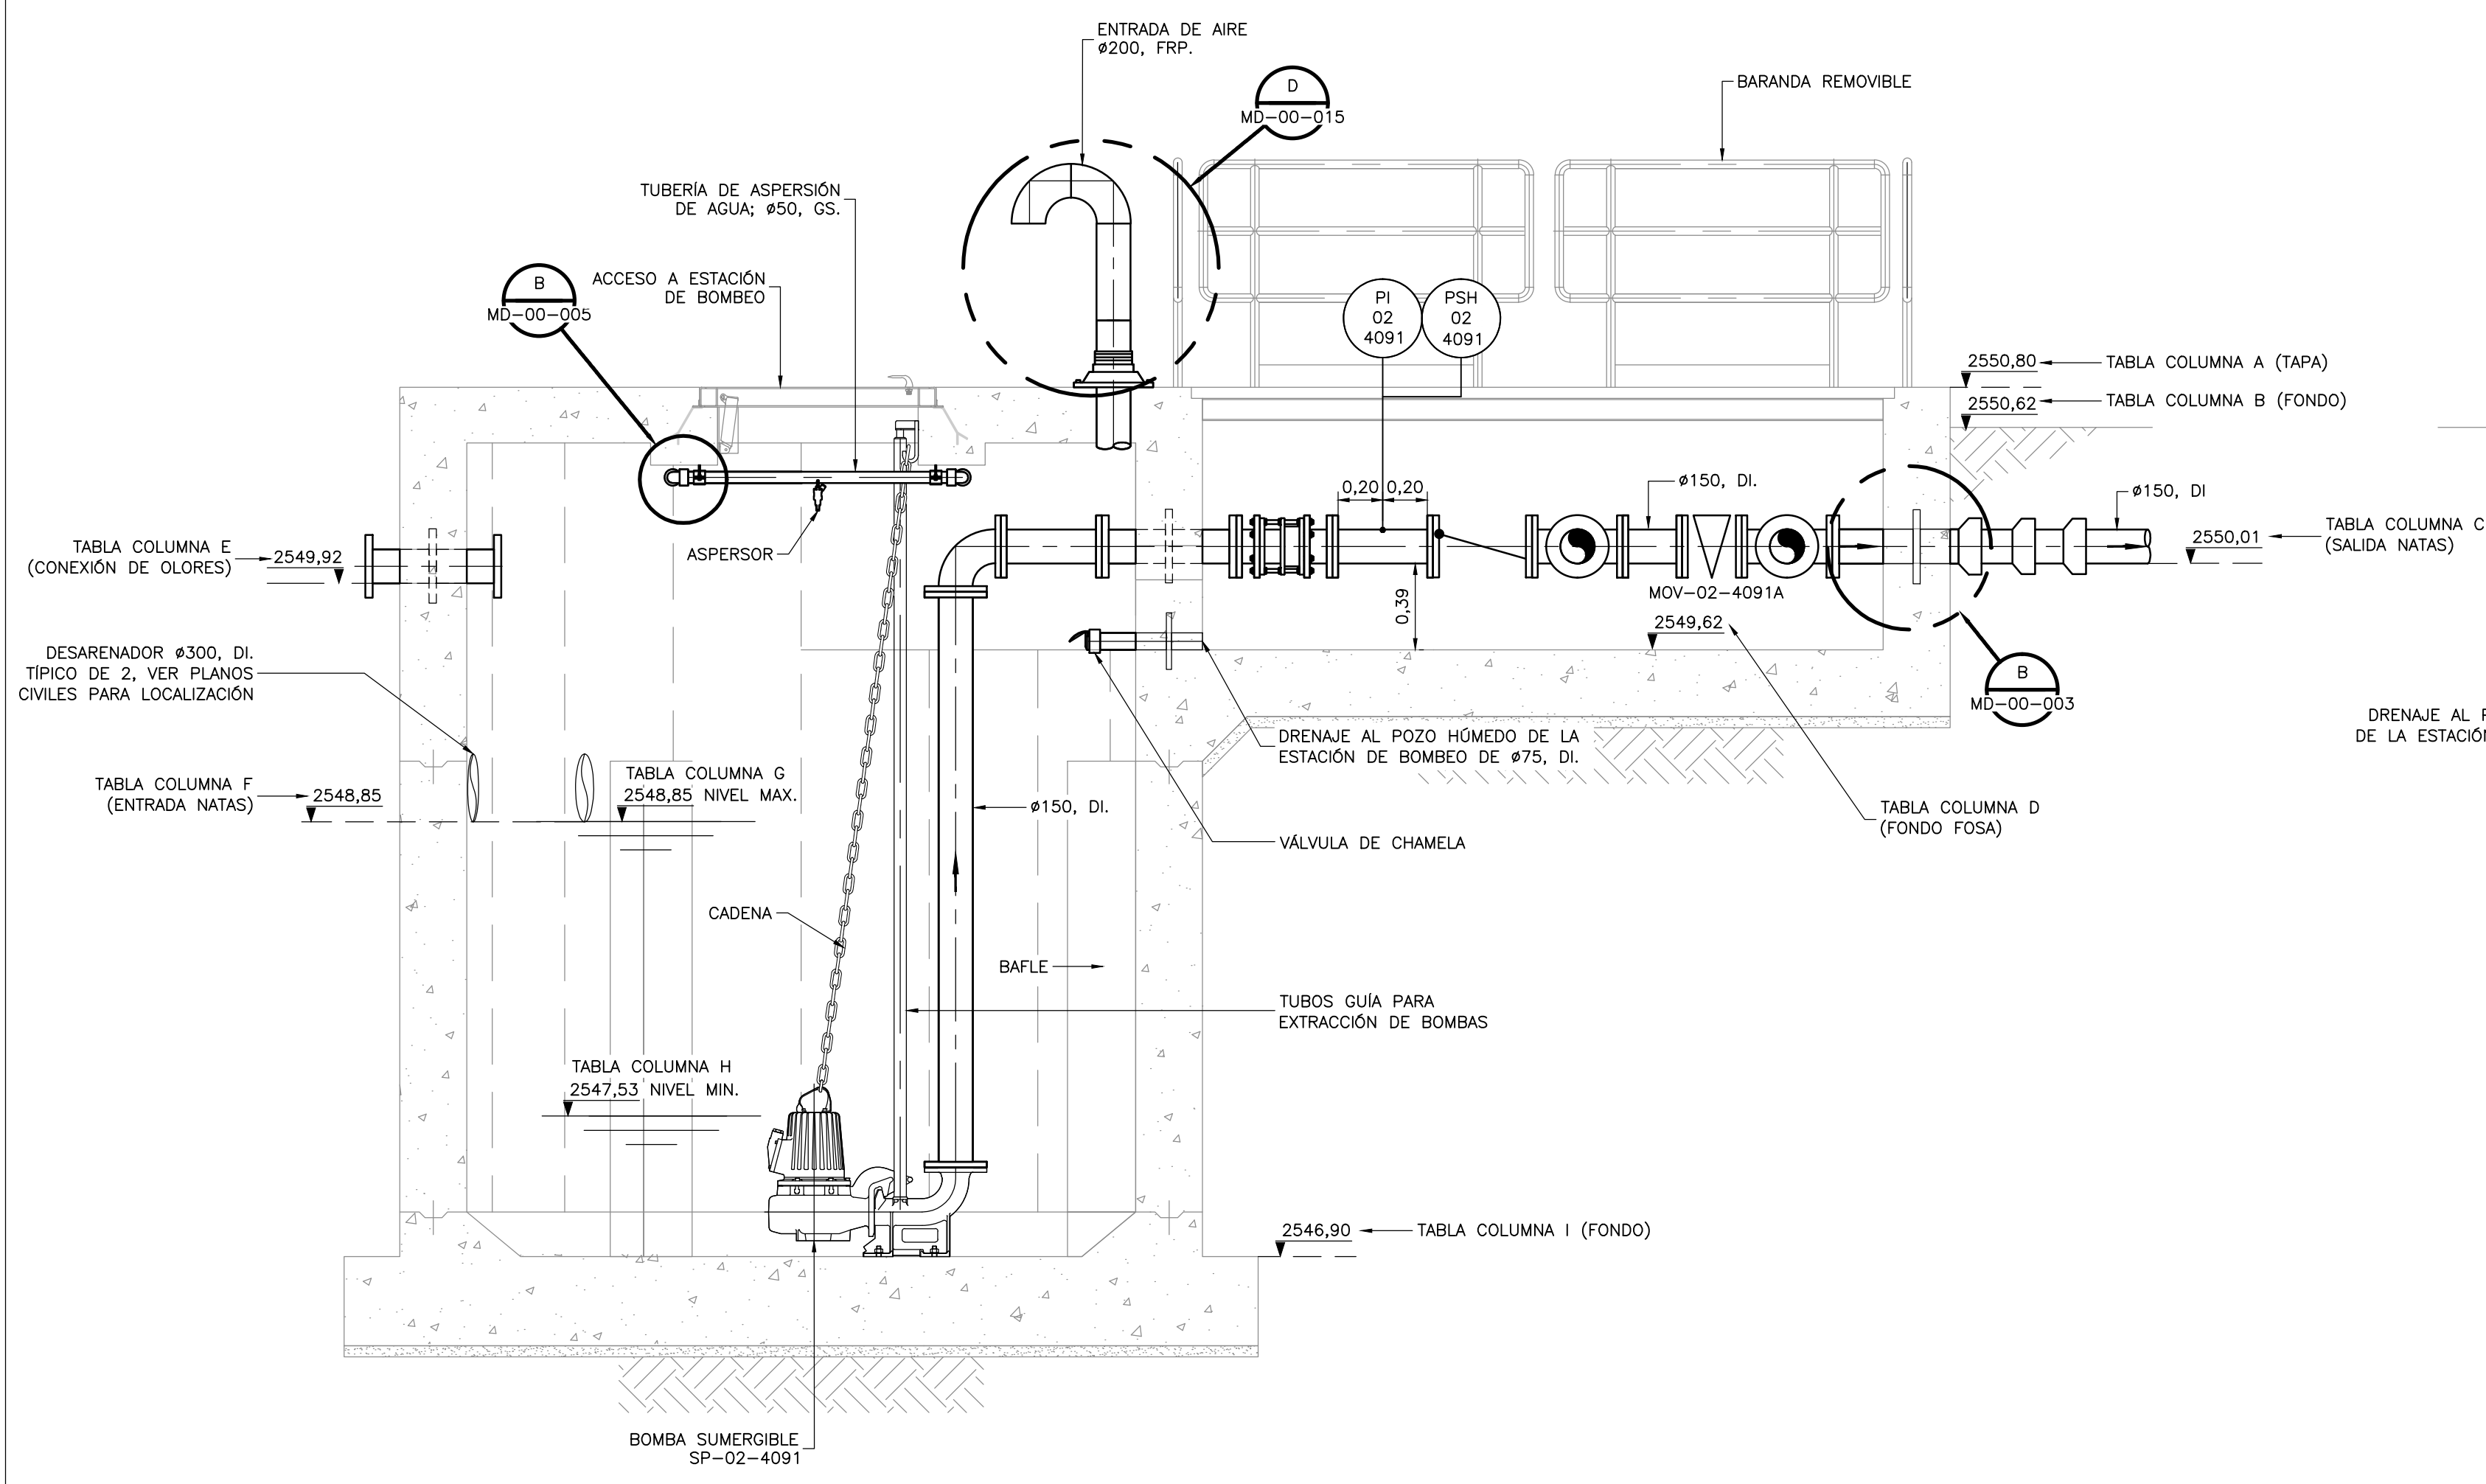 ENTRADA DE AIRE
ø200, FRP.
D
MD-00-015
BARANDA REMOVIBLE
TUBERÍA DE ASPERSIÓN
DE AGUA; ø50, GS.
B
MD-00-005
ACCESO A ESTACIÓN
DE BOMBEO
PI
02
4091
PSH
02
4091
2550,80
TABLA COLUMNA A (TAPA)
2550,62
TABLA COLUMNA B (FONDO)
0,20
0,20
ø150, DI.
ø150, DI
TABLA COLUMNA C
(SALIDA NATAS)
2550,01
TABLA COLUMNA E
(CONEXIÓN DE OLORES)
2549,92
ASPERSOR
0,39
MOV-02-4091A
2549,62
DESARENADOR ø300, DI.
TÍPICO DE 2, VER PLANOS
CIVILES PARA LOCALIZACIÓN
B
MD-00-003
DRENAJE AL POZO HÚMEDO DE LA
ESTACIÓN DE BOMBEO DE ø75, DI.
DRENAJE AL
DE LA ESTACIÓN
TABLA COLUMNA F
(ENTRADA NATAS)
2548,85
TABLA COLUMNA G
2548,85 NIVEL MAX.
ø150, DI.
TABLA COLUMNA D
(FONDO FOSA)
VÁLVULA DE CHAMELA
CADENA
BAFLE
TUBOS GUÍA PARA
EXTRACCIÓN DE BOMBAS
TABLA COLUMNA H
2547,53 NIVEL MIN.
2546,90
TABLA COLUMNA I (FONDO)
BOMBA SUMERGIBLE
SP-02-4091